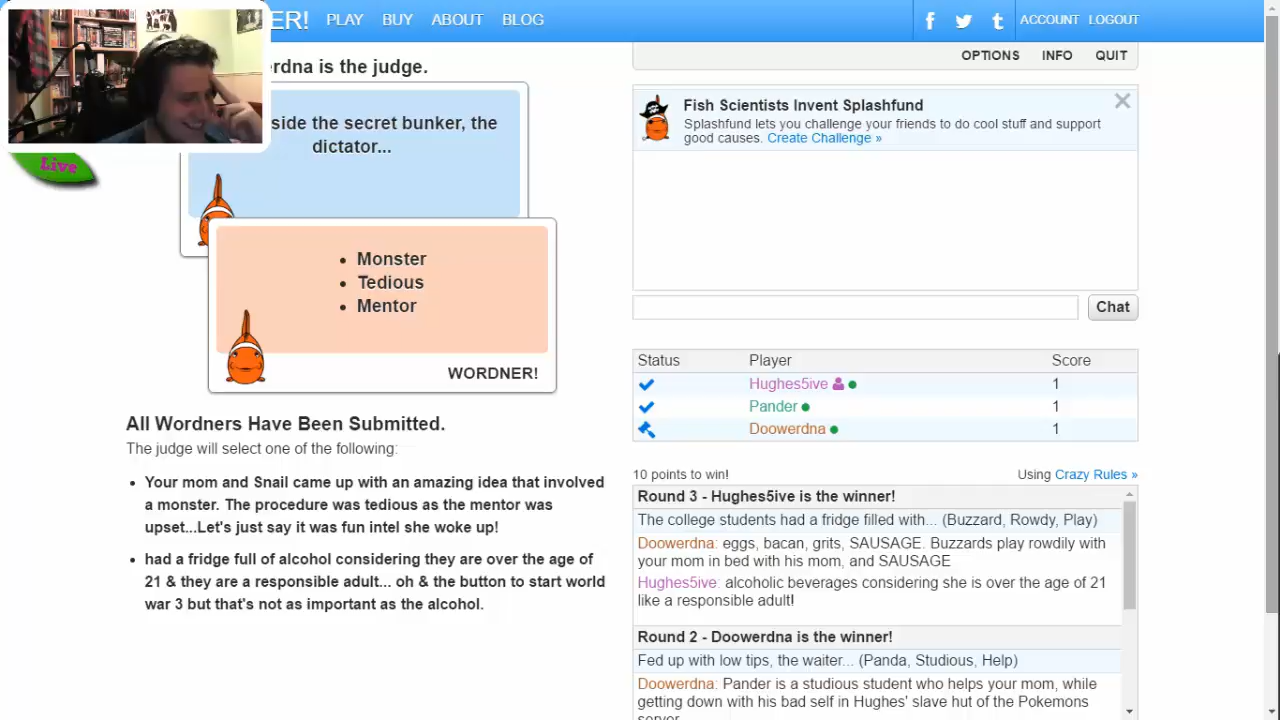 ER! PLAY BUY ABOUT BLOG
f t ACCOUNT LOGOUT
OPTIONS INFO QUIT
erdna is the judge.
side the secret bunker, the
dictator...
Live
Monster
Tedious
Mentor
WORDNER!
Fish Scientists Invent Splashfund
Splashfund lets you challenge your friends to do cool stuff and support
good causes. Create Challenge »
Chat
Status Player Score
Hughes5ive 1
Pander 1
Doowerdna 1
All Wordners Have Been Submitted.
The judge will select one of the following:
Your mom and Snail came up with an amazing idea that involved
a monster. The procedure was tedious as the mentor was
upset...Let's just say it was fun intel she woke up!
had a fridge full of alcohol considering they are over the age of
21 & they are a responsible adult... oh & the button to start world
war 3 but that's not as important as the alcohol.
10 points to win! Using Crazy Rules »
Round 3 - Hughes5ive is the winner!
The college students had a fridge filled with... (Buzzard, Rowdy, Play)
Doowerdna: eggs, bacon, grits, SAUSAGE. Buzzards play rowdily with
your mom in bed with his mom, and SAUSAGE
Hughes5ive: alcoholic beverages considering she is over the age of 21
like a responsible adult!
Round 2 - Doowerdna is the winner!
Fed up with low tips, the waiter... (Panda, Studious, Help)
Doowerdna: Pander is a studious student who helps your mom, while
getting down with his bad self in Hughes' slave hut of the Pokemons
server